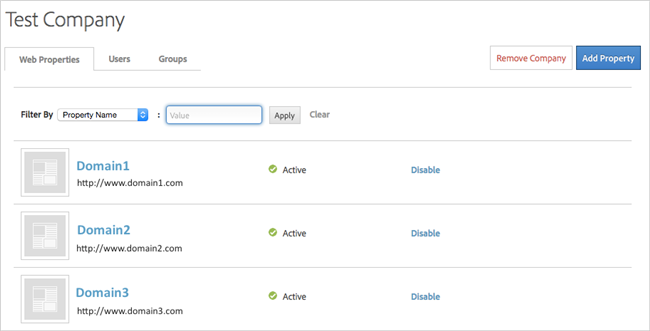 Test Company
Web Properties Users Groups Remove Company Add Property
Filter By Property Name : Value Apply Clear
Domain1
http://www.domain1.com Active Disable
Domain2
http://www.domain2.com Active Disable
Domain3
http://www.domain3.com Active Disable